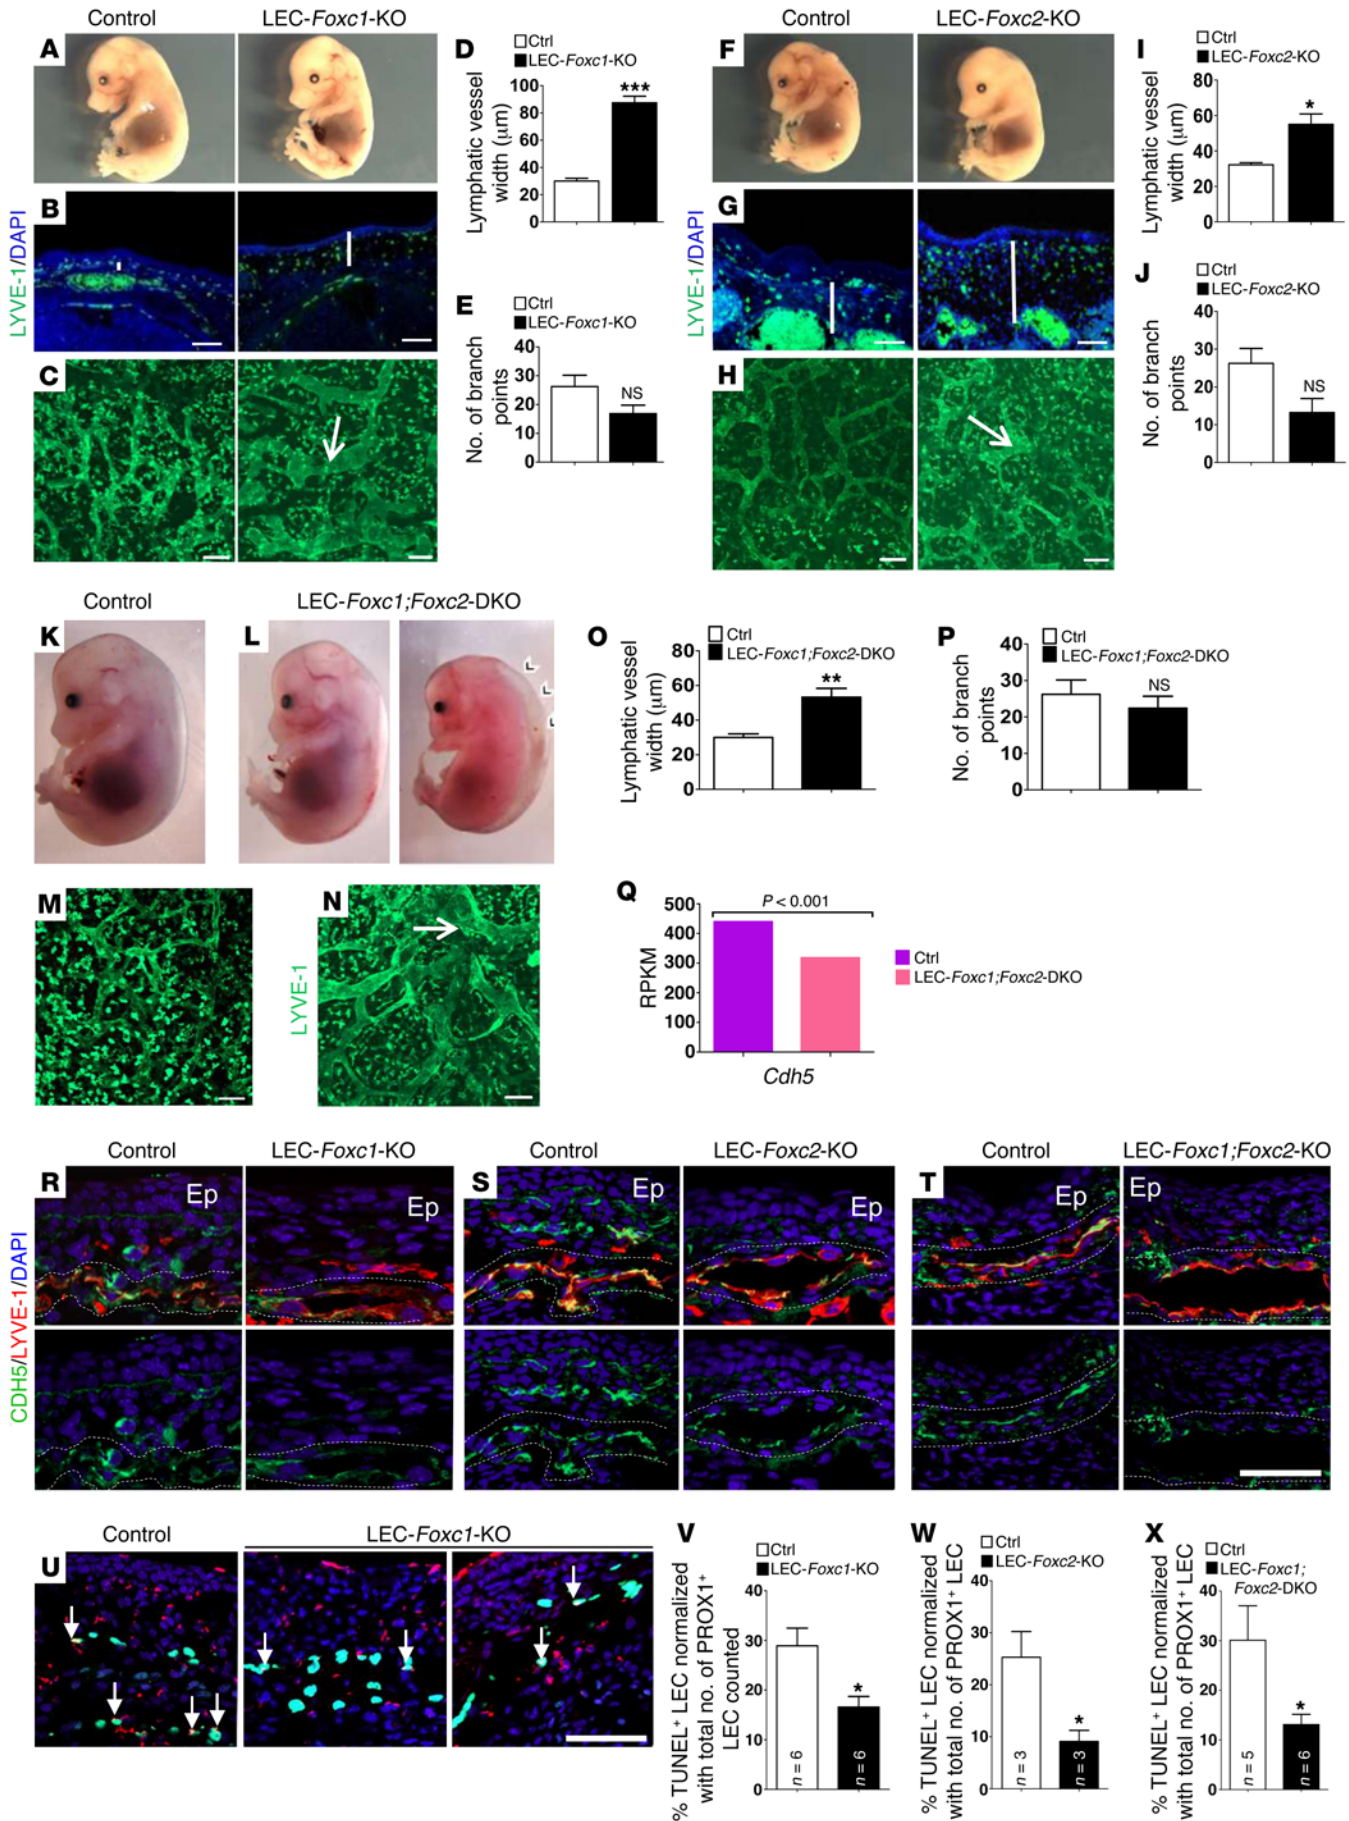 Control
LEC-Foxc1-KO
A
B
LYVE-1/DAPI
C
D
Ctrl
LEC-Foxc1-KO
Lymphatic vessel
width (μm)
100
80
60
40
20
0
***
E
Ctrl
LEC-Foxc1-KO
No. of branch
points
40
30
20
10
0
NS
Control
LEC-Foxc2-KO
F
G
LYVE-1/DAPI
H
I
Ctrl
LEC-Foxc2-KO
Lymphatic vessel
width (μm)
80
60
40
20
0
*
J
Ctrl
LEC-Foxc2-KO
No. of branch
points
40
30
20
10
0
NS
Control
LEC-Foxc1;Foxc2-DKO
K
L
M
N
LYVE-1
O
Ctrl
LEC-Foxc1;Foxc2-DKO
Lymphatic vessel
width (μm)
80
60
40
20
0
**
P
Ctrl
LEC-Foxc1;Foxc2-DKO
No. of branch
points
40
30
20
10
0
NS
Q
P < 0.001
RPKM
500
400
300
200
100
0
Cdh5
Ctrl
LEC-Foxc1;Foxc2-DKO
Control
LEC-Foxc1-KO
Control
LEC-Foxc2-KO
Control
LEC-Foxc1;Foxc2-KO
R
Ep
Ep
S
Ep
Ep
T
Ep
Ep
CDH5/LYVE-1/DAPI
Control
LEC-Foxc1-KO
U
V
Ctrl
LEC-Foxc1-KO
% TUNEL+ LEC normalized
with total no. of PROX1+
LEC counted
40
30
20
10
0
*
n = 6
n = 6
W
Ctrl
LEC-Foxc2-KO
% TUNEL+ LEC normalized
with total no. of PROX1+ LEC
40
30
20
10
0
*
n = 3
n = 3
X
Ctrl
LEC-Foxc1;
Foxc2-DKO
% TUNEL+ LEC normalized
with total no. of PROX1+ LEC
40
30
20
10
0
*
n = 5
n = 6